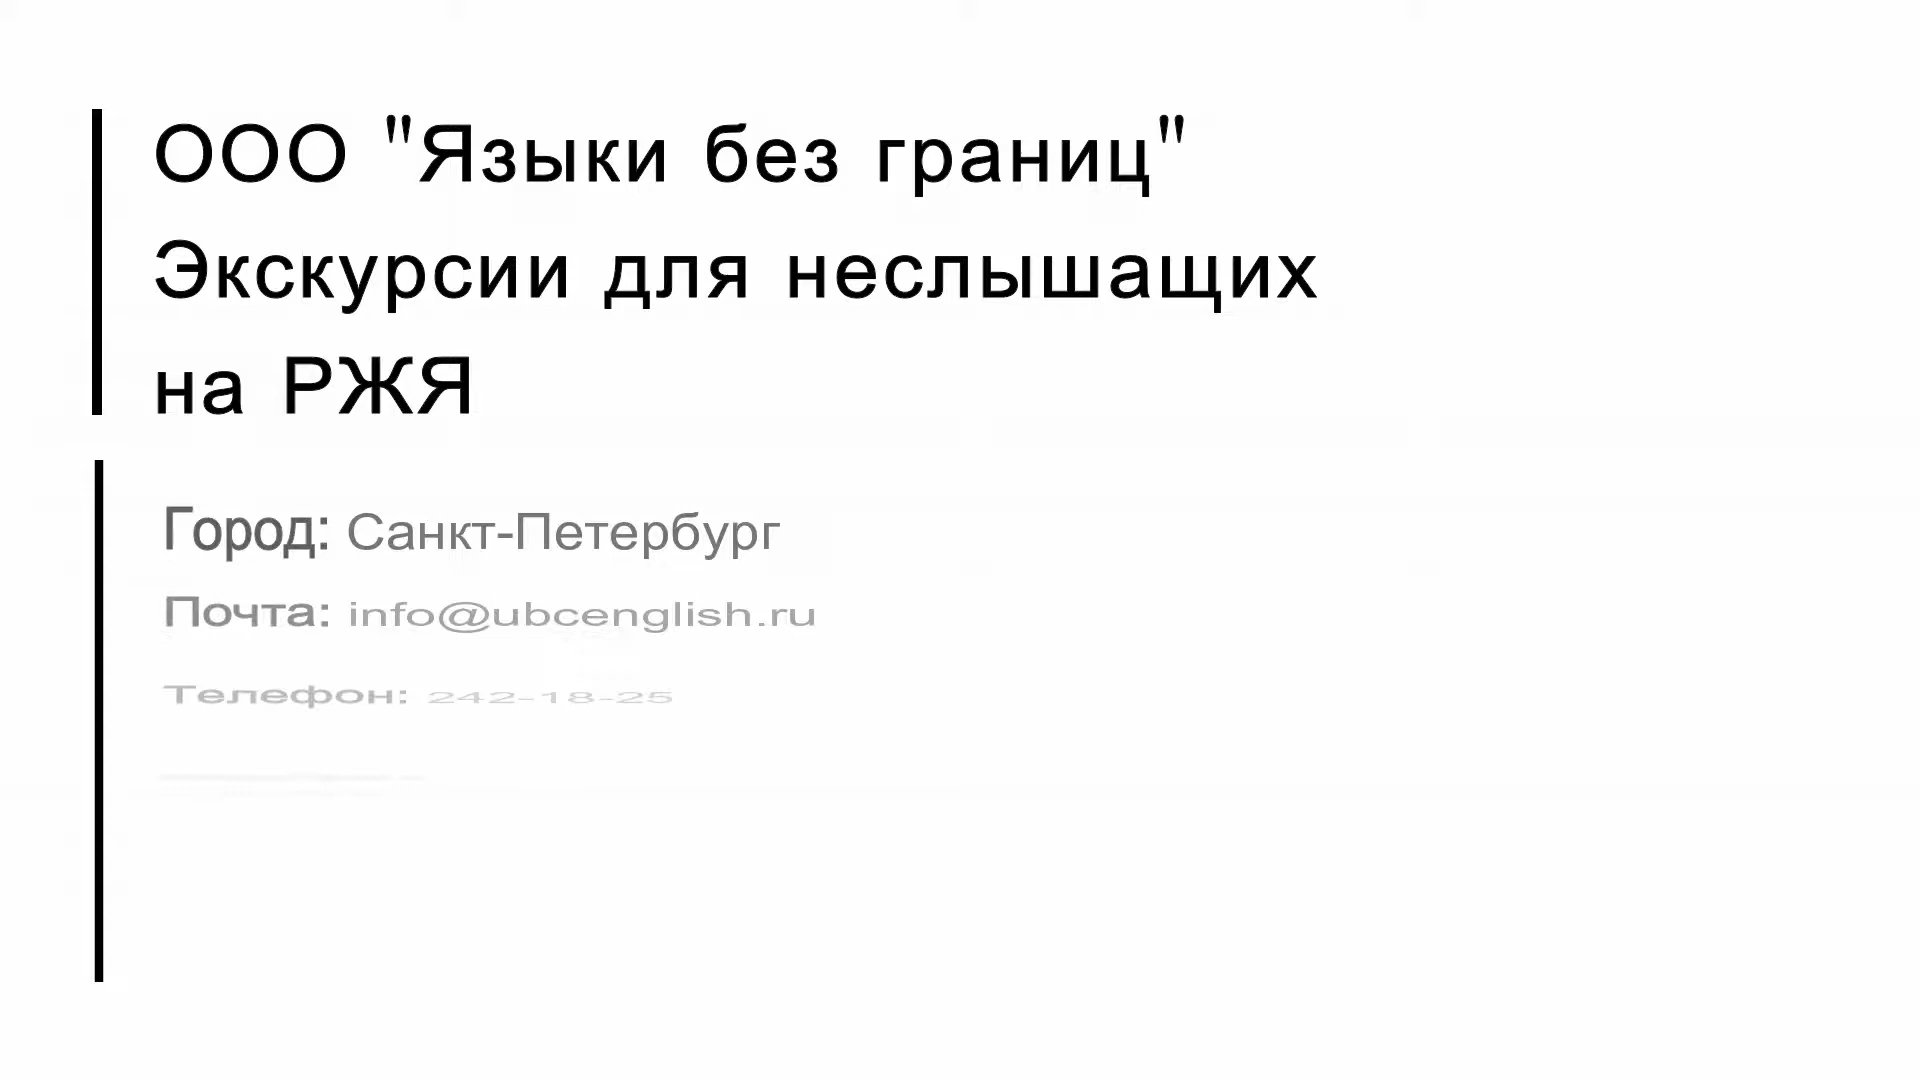 ООО "Языки без границ"
Экскурсии для неслышащих
на РЖЯ
Город: Санкт-Петербург
Почта: info@ubcenglish.ru
Телефон: 242-18-25